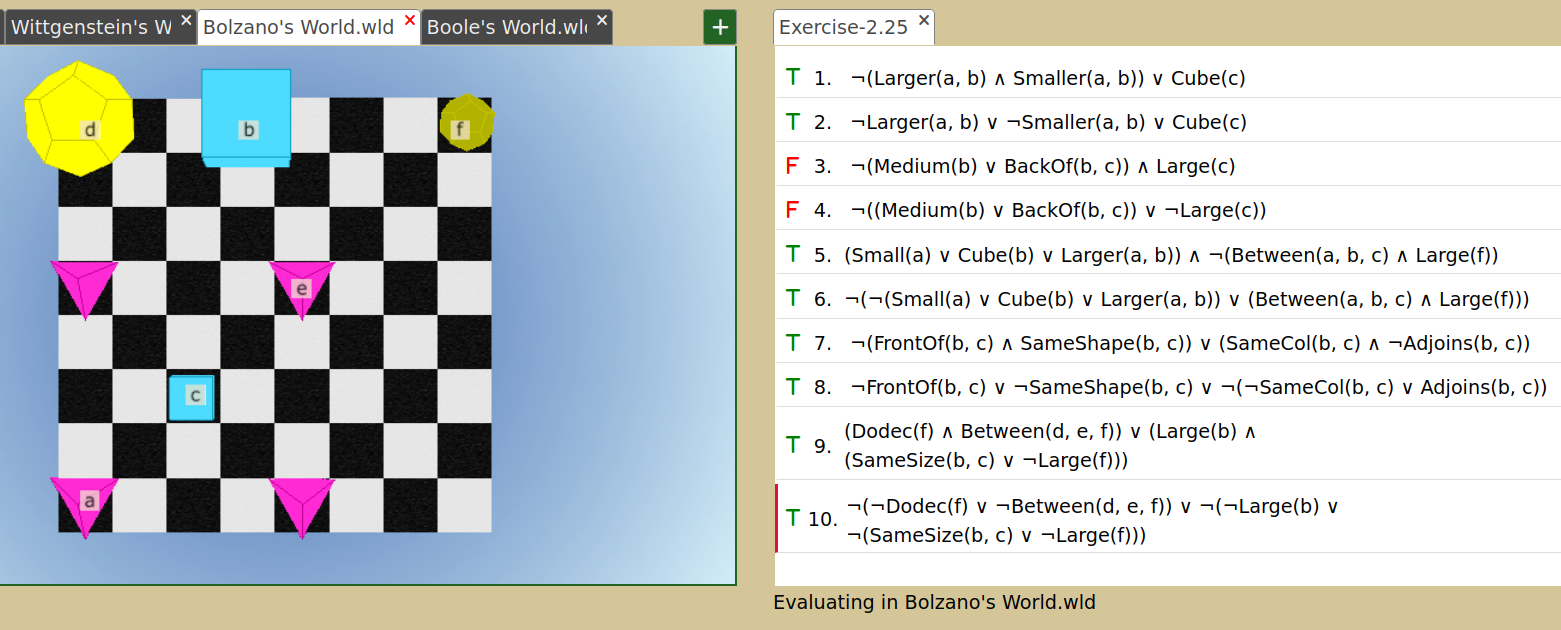 Wittgenstein's W × Bolzano's World.wld × Boole's World.wl × + Exercise-2.25 ×
d b f
e
c
a
T 1. ¬(Larger(a, b) ∧ Smaller(a, b)) ∨ Cube(c)
T 2. ¬Larger(a, b) ∨ ¬Smaller(a, b) ∨ Cube(c)
F 3. ¬(Medium(b) ∨ BackOf(b, c)) ∧ Large(c)
F 4. ¬((Medium(b) ∨ BackOf(b, c)) ∨ ¬Large(c))
T 5. (Small(a) ∨ Cube(b) ∨ Larger(a, b)) ∧ ¬(Between(a, b, c) ∧ Large(f))
T 6. ¬(¬(Small(a) ∨ Cube(b) ∨ Larger(a, b)) ∨ (Between(a, b, c) ∧ Large(f)))
T 7. ¬(FrontOf(b, c) ∧ SameShape(b, c)) ∨ (SameCol(b, c) ∧ ¬Adjoins(b, c))
T 8. ¬FrontOf(b, c) ∨ ¬SameShape(b, c) ∨ ¬(¬SameCol(b, c) ∨ Adjoins(b, c))
T 9. (Dodec(f) ∧ Between(d, e, f)) ∨ (Large(b) ∧
(SameSize(b, c) ∨ ¬Large(f)))
T 10. ¬(¬Dodec(f) ∨ ¬Between(d, e, f)) ∨ ¬(¬Large(b) ∨
¬(SameSize(b, c) ∨ ¬Large(f)))
Evaluating in Bolzano's World.wld